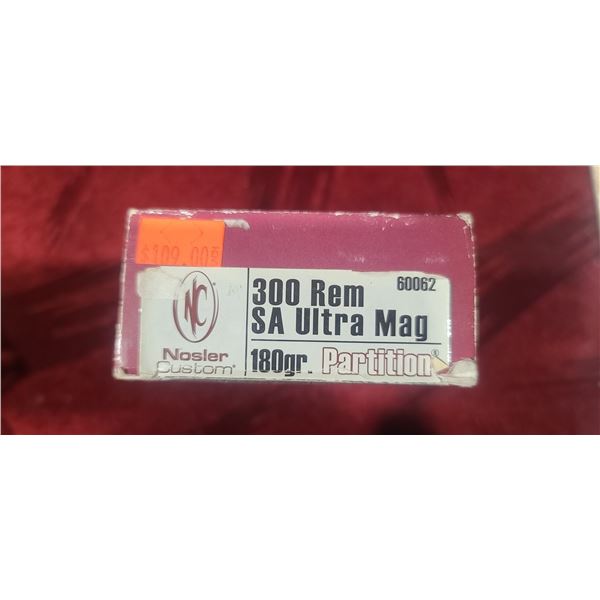 $109.00
NC
Nosler
Custom®
300 Rem
60062
SA Ultra Mag
180gr. Partition®